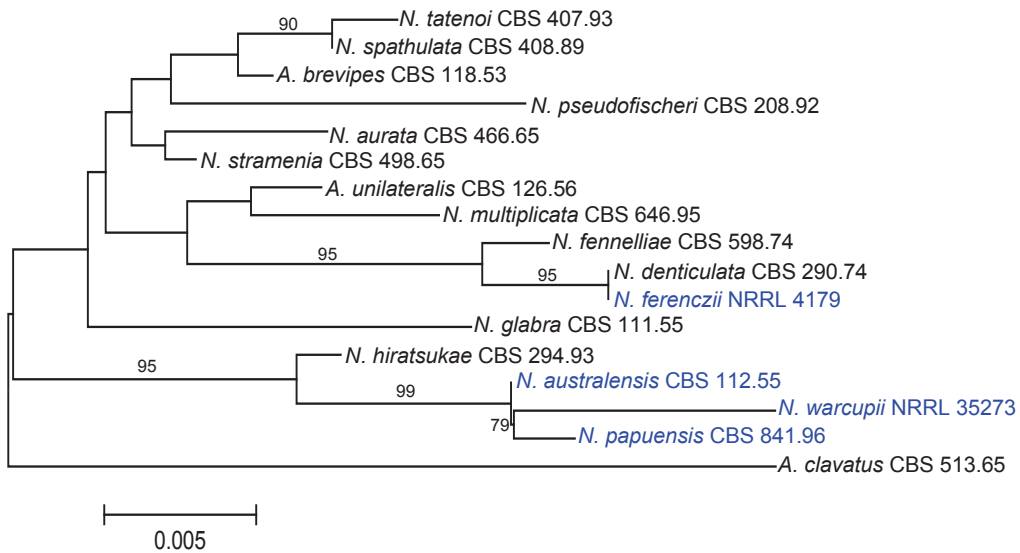 90
N. tatenoi CBS 407.93
N. spathulata CBS 408.89
A. brevipes CBS 118.53
N. pseudofischeri CBS 208.92
N. aurata CBS 466.65
N. stramenia CBS 498.65
A. unilateralis CBS 126.56
N. multiplicata CBS 646.95
95
N. fennelliae CBS 598.74
95
N. denticulata CBS 290.74
N. ferenczii NRRL 4179
N. glabra CBS 111.55
95
N. hiratsukae CBS 294.93
99
N. australensis CBS 112.55
N. warcupii NRRL 35273
79
N. papuensis CBS 841.96
A. clavatus CBS 513.65
0.005